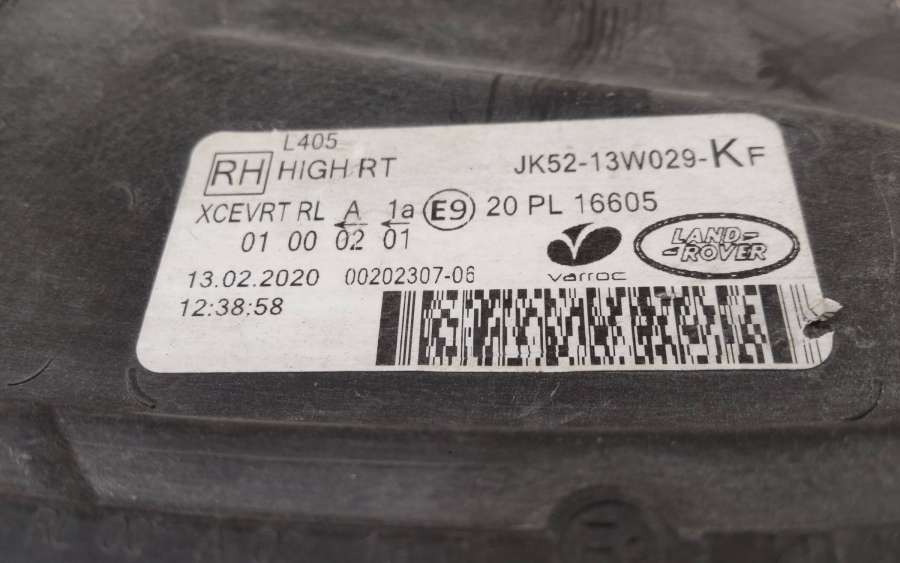 L405
RH HIGH RT JK52-13W029-KF
XCEVRT RL A 1a E9 20 PL 16605
01 00 02 01
varroc
LAND-
-ROVER
13.02.2020 00202307-06
12:38:58